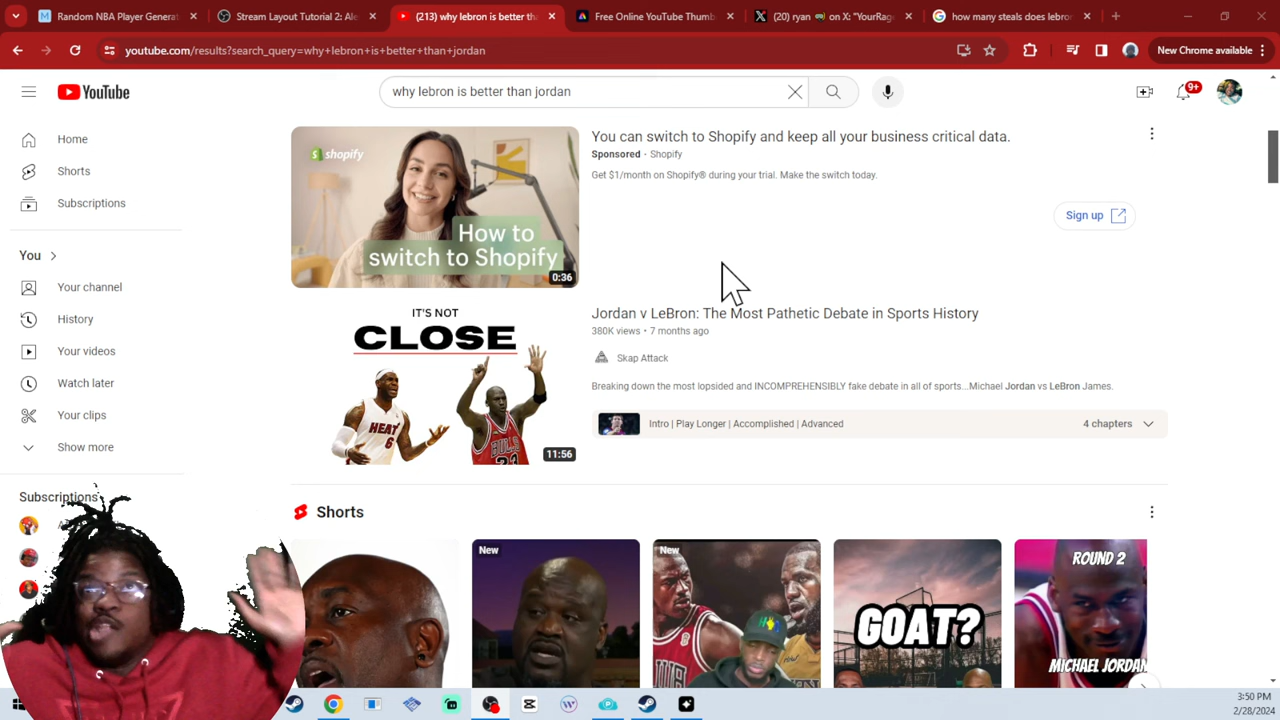 Random NBA Player Generat
Stream Layout Tutorial 2: Ale
(213) why lebron is better th
Free Online YouTube Thumb
(20) ryan on X: "YourRag
how many steals does lebro
youtube.com/results?search_query=why+lebron+is+better+than+jordan
New Chrome available
YouTube
why lebron is better than jordan
9+
Home
Shorts
Subscriptions
You
Your channel
History
Your videos
Watch later
Your clips
Show more
Subscriptions
shopify
How to
switch to Shopify
0:36
You can switch to Shopify and keep all your business critical data.
Sponsored · Shopify
Get $1/month on Shopify® during your trial. Make the switch today.
Sign up
IT'S NOT
CLOSE
HEAT
6
BULLS
23
11:56
Jordan v LeBron: The Most Pathetic Debate in Sports History
380K views • 7 months ago
Skap Attack
Breaking down the most lopsided and INCOMPREHENSIBLY fake debate in all of sports...Michael Jordan vs LeBron James.
Intro | Play Longer | Accomplished | Advanced
4 chapters
Shorts
New
New
GOAT?
ROUND 2
MICHAEL JORDAN
3:50 PM
2/28/2024